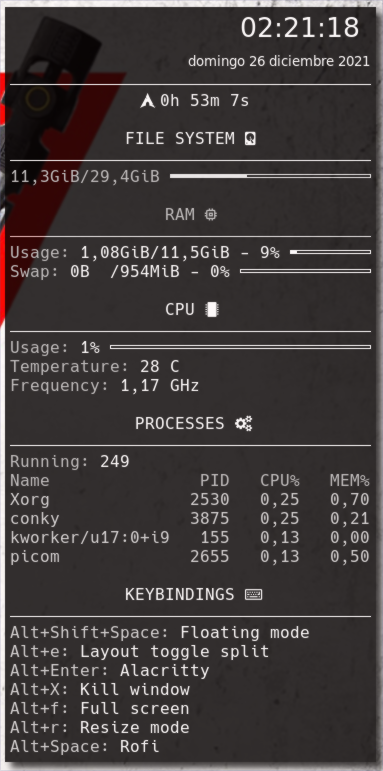 02:21:18
domingo 26 diciembre 2021
0h 53m 7s
FILE SYSTEM
11,3GiB/29,4GiB
RAM
Usage: 1,08GiB/11,5GiB - 9%
Swap: 0B /954MiB - 0%
CPU
Usage: 1%
Temperature: 28 C
Frequency: 1,17 GHz
PROCESSES
Running: 249
Name PID CPU% MEM%
Xorg 2530 0,25 0,70
conky 3875 0,25 0,21
kworker/u17:0+i9 155 0,13 0,00
picom 2655 0,13 0,50
KEYBINDINGS
Alt+Shift+Space: Floating mode
Alt+e: Layout toggle split
Alt+Enter: Alacritty
Alt+X: Kill window
Alt+f: Full screen
Alt+r: Resize mode
Alt+Space: Rofi